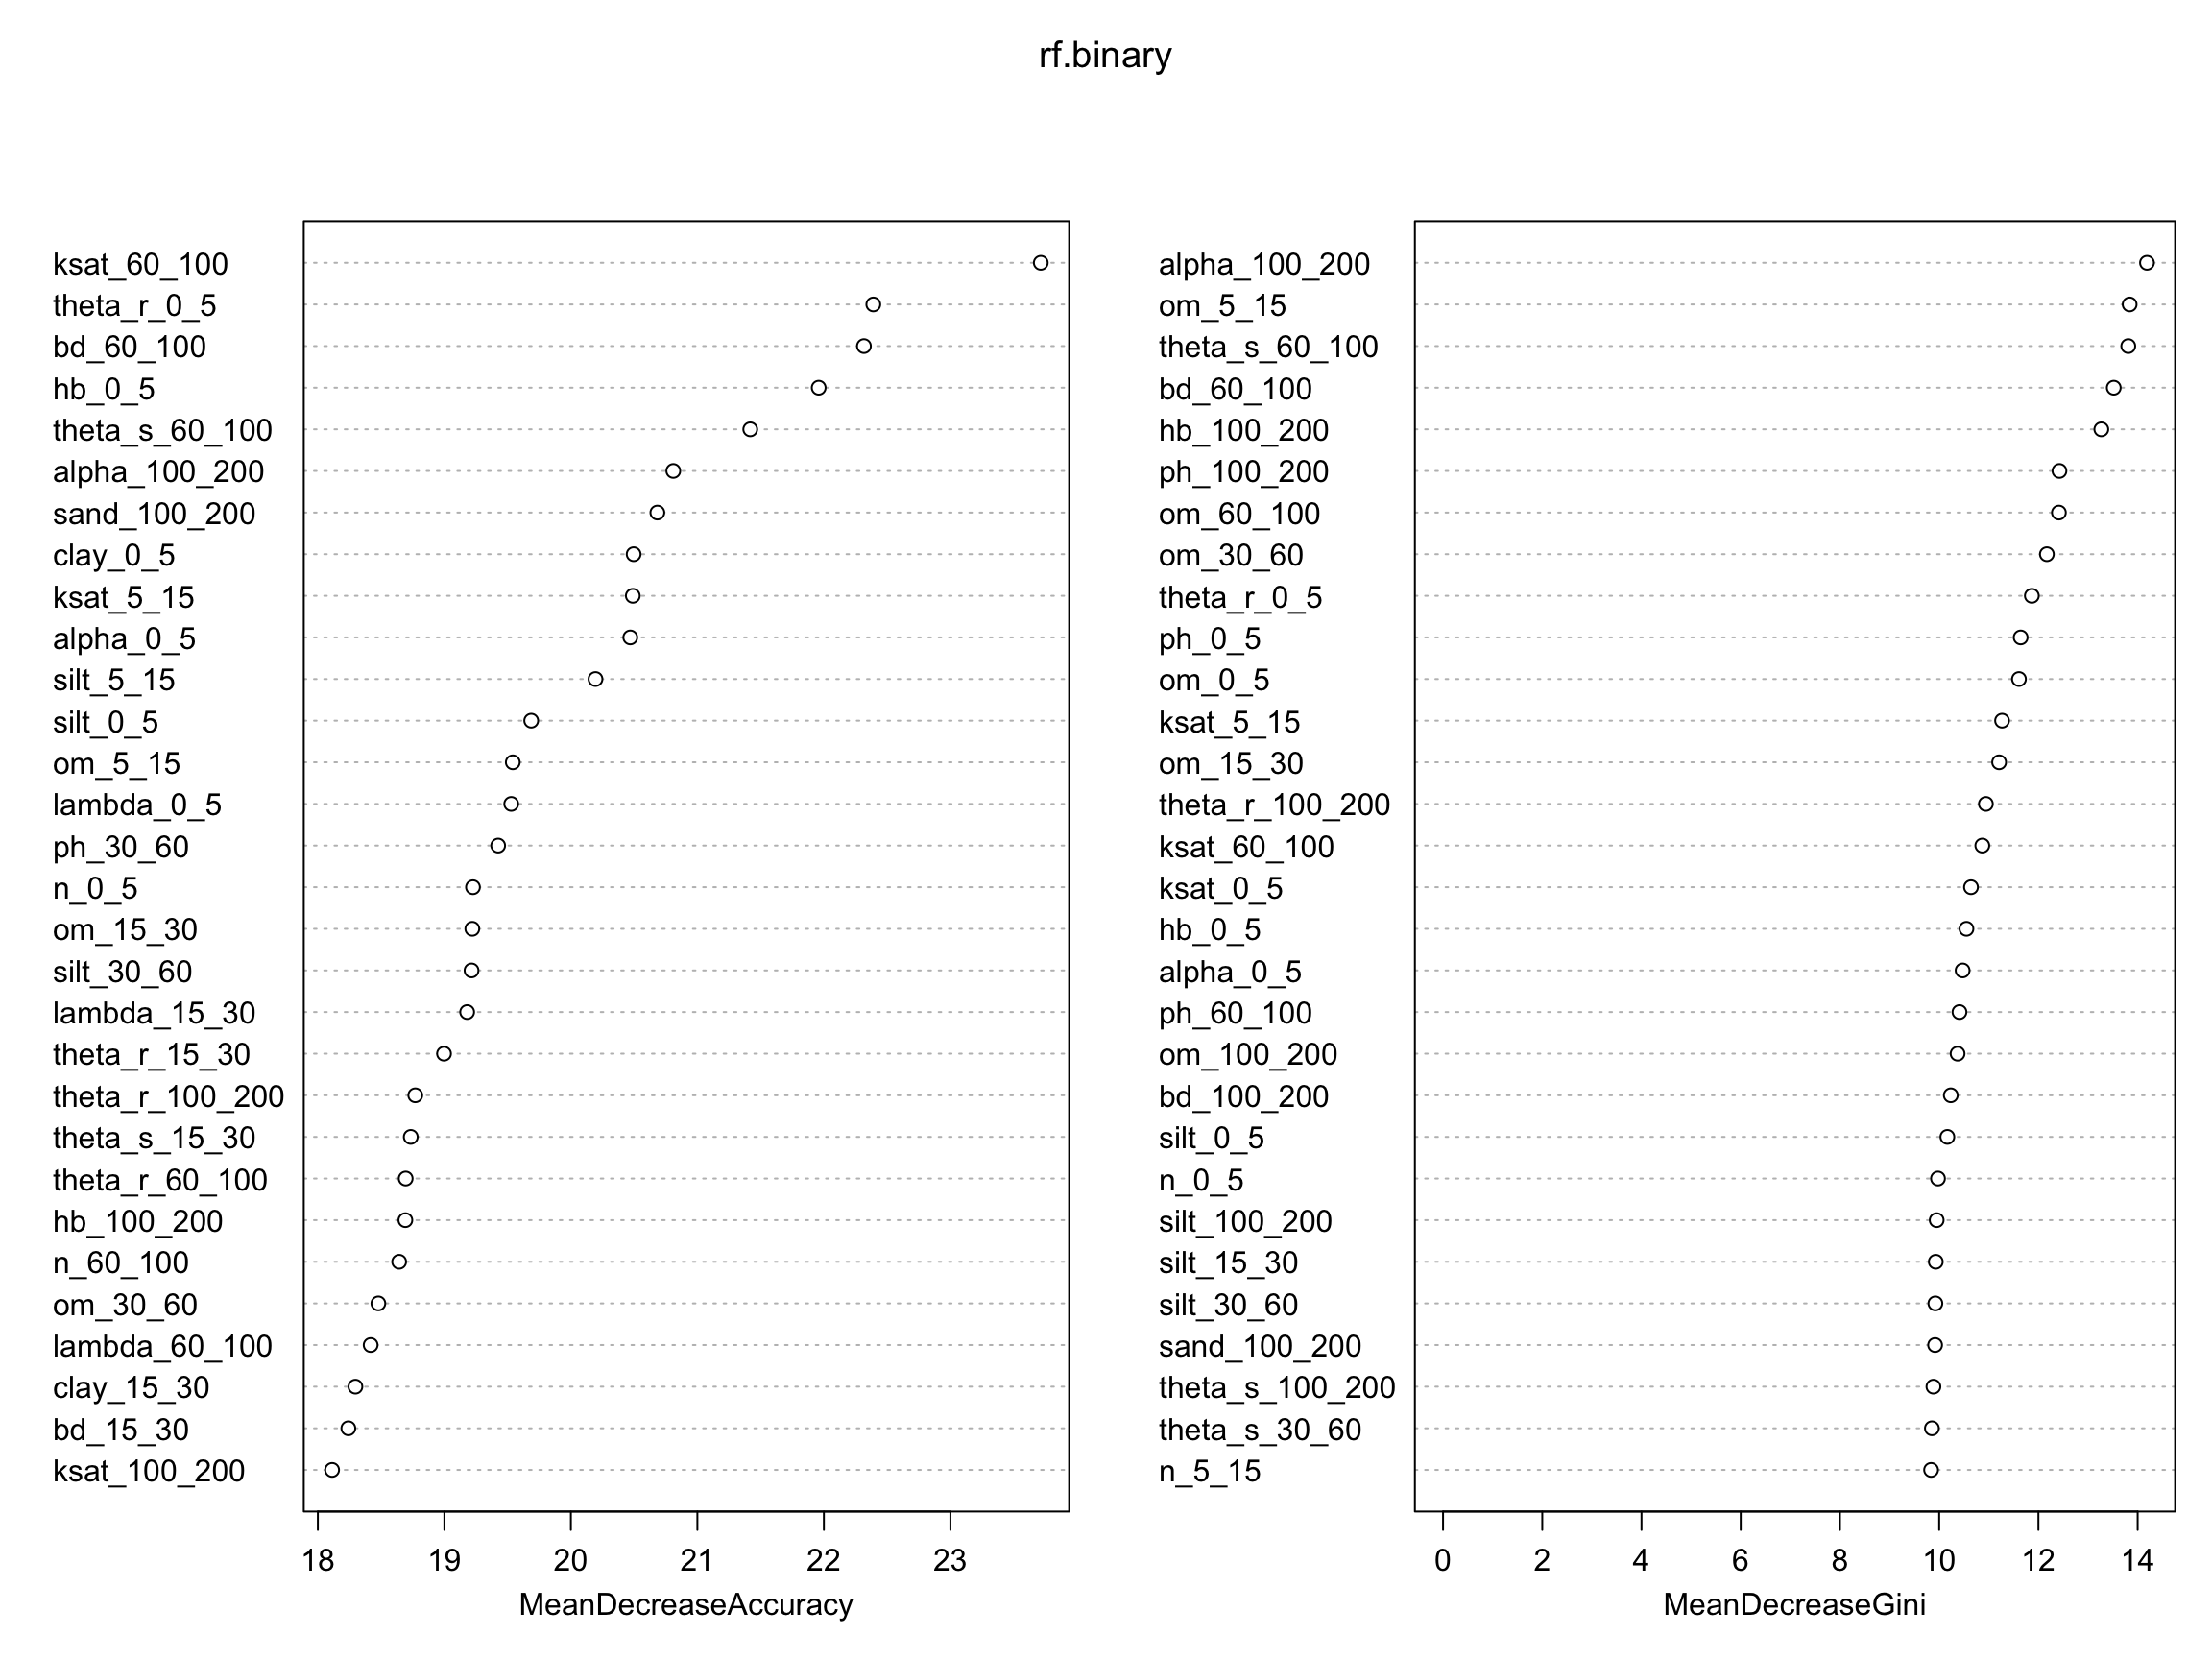 rf.binary
ksat_60_100
theta_r_0_5
bd_60_100
hb_0_5
theta_s_60_100
alpha_100_200
sand_100_200
clay_0_5
ksat_5_15
alpha_0_5
silt_5_15
silt_0_5
om_5_15
lambda_0_5
ph_30_60
n_0_5
om_15_30
silt_30_60
lambda_15_30
theta_r_15_30
theta_r_100_200
theta_s_15_30
theta_r_60_100
hb_100_200
n_60_100
om_30_60
lambda_60_100
clay_15_30
bd_15_30
ksat_100_200
18 19 20 21 22 23
MeanDecreaseAccuracy
alpha_100_200
om_5_15
theta_s_60_100
bd_60_100
hb_100_200
ph_100_200
om_60_100
om_30_60
theta_r_0_5
ph_0_5
om_0_5
ksat_5_15
om_15_30
theta_r_100_200
ksat_60_100
ksat_0_5
hb_0_5
alpha_0_5
ph_60_100
om_100_200
bd_100_200
silt_0_5
n_0_5
silt_100_200
silt_15_30
silt_30_60
sand_100_200
theta_s_100_200
theta_s_30_60
n_5_15
0 2 4 6 8 10 12 14
MeanDecreaseGini